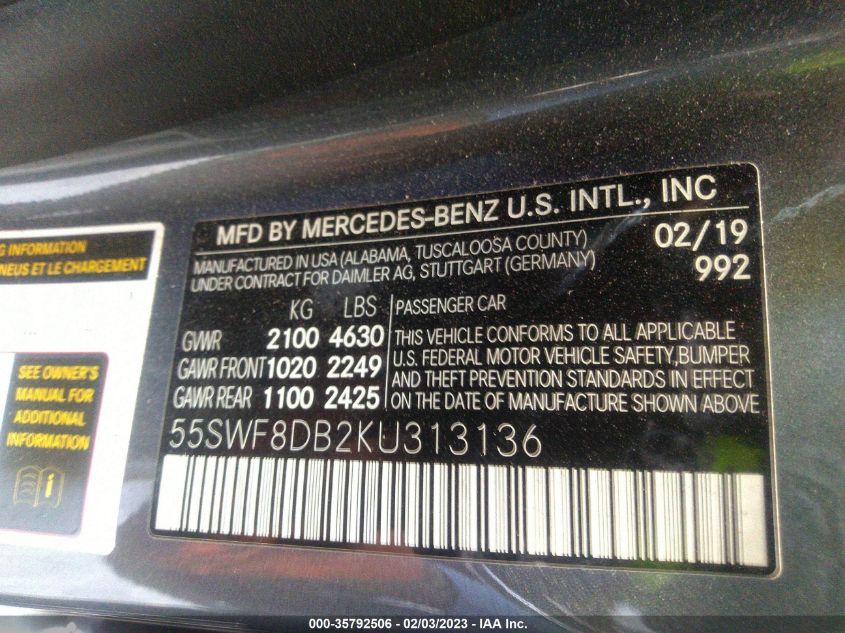 G INFORMATION
NEUS ET LE CHARGEMENT
SEE OWNER'S
MANUAL FOR
ADDITIONAL
INFORMATION
i
MFD BY MERCEDES-BENZ U.S. INTL., INC
MANUFACTURED IN USA (ALABAMA, TUSCALOOSA COUNTY) 02/19
UNDER CONTRACT FOR DAIMLER AG, STUTTGART (GERMANY) 992
KG LBS PASSENGER CAR
GVWR 2100 4630 THIS VEHICLE CONFORMS TO ALL APPLICABLE
GAWR FRONT 1020 2249 U.S. FEDERAL MOTOR VEHICLE SAFETY, BUMPER
GAWR REAR 1100 2425 AND THEFT PREVENTION STANDARDS IN EFFECT
ON THE DATE OF MANUFACTURE SHOWN ABOVE
55SWF8DB2KU313136
000-35792506 - 02/03/2023 - IAA Inc.